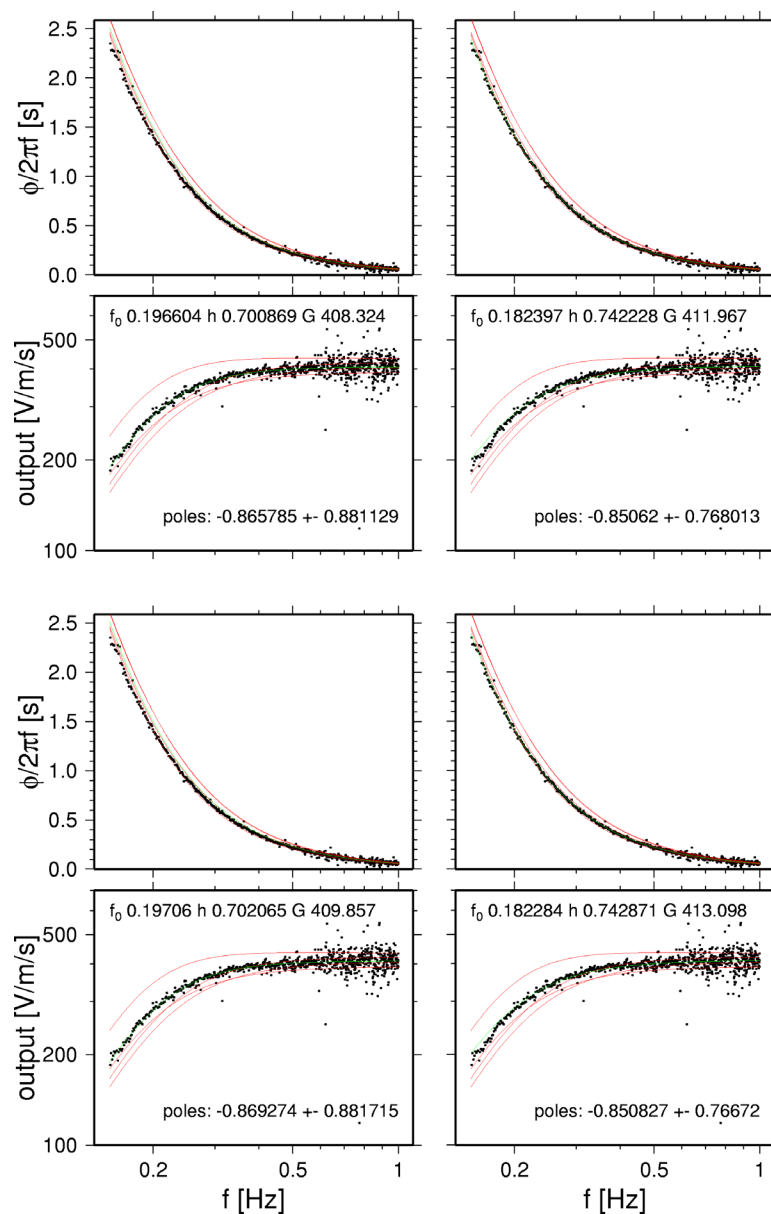 2.5
2.0
1.5
1.0
0.5
0.0
ϕ/2πf [s]
500
200
100
output [V/m/s]
f₀ 0.196604 h 0.700869 G 408.324
poles: -0.865785 +- 0.881129
f₀ 0.182397 h 0.742228 G 411.967
poles: -0.85062 +- 0.768013
2.5
2.0
1.5
1.0
0.5
0.0
ϕ/2πf [s]
500
200
100
output [V/m/s]
f₀ 0.19706 h 0.702065 G 409.857
poles: -0.869274 +- 0.881715
f₀ 0.182284 h 0.742871 G 413.098
poles: -0.850827 +- 0.76672
0.2 0.5 1
0.2 0.5 1
f [Hz]
f [Hz]